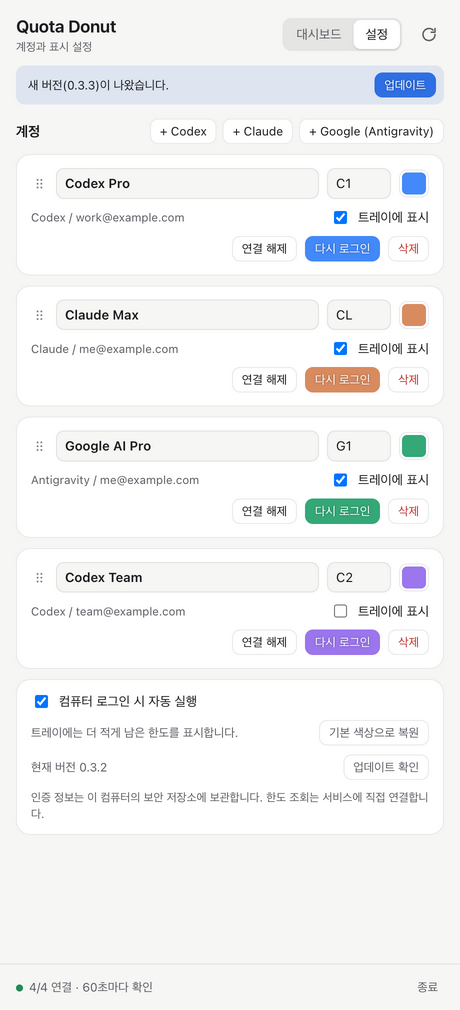 Quota Donut
계정과 표시 설정
대시보드 설정
새 버전(0.3.3)이 나왔습니다. 업데이트
계정 + Codex + Claude + Google (Antigravity)
Codex Pro C1
Codex / work@example.com 트레이에 표시
연결 해제 다시 로그인 삭제
Claude Max CL
Claude / me@example.com 트레이에 표시
연결 해제 다시 로그인 삭제
Google AI Pro G1
Antigravity / me@example.com 트레이에 표시
연결 해제 다시 로그인 삭제
Codex Team C2
Codex / team@example.com 트레이에 표시
연결 해제 다시 로그인 삭제
컴퓨터 로그인 시 자동 실행
트레이에는 더 적게 남은 한도를 표시합니다. 기본 색상으로 복원
현재 버전 0.3.2 업데이트 확인
인증 정보는 이 컴퓨터의 보안 저장소에 보관합니다. 한도 조회는 서비스에 직접 연결합니
다.
4/4 연결 · 60초마다 확인 종료